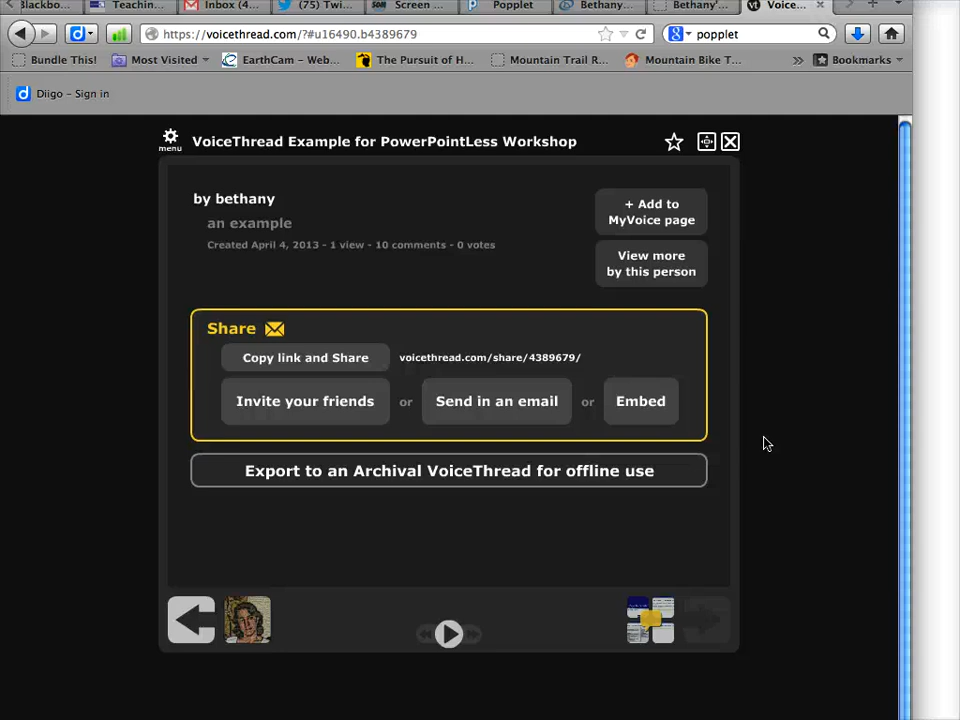 Blackbo... Teachin... Inbox (4... (75) Twi... Screen ... Popplet Bethany... Bethany'... Voice...
https://voicethread.com/?#u16490.b4389679 popplet
Bundle This! Most Visited EarthCam – Web... The Pursuit of H... Mountain Trail R... Mountain Bike T... » Bookmarks
Diigo – Sign in
menu VoiceThread Example for PowerPointLess Workshop
by bethany
an example
Created April 4, 2013 - 1 view - 10 comments - 0 votes
+ Add to
MyVoice page
View more
by this person
Share
Copy link and Share voicethread.com/share/4389679/
Invite your friends or Send in an email or Embed
Export to an Archival VoiceThread for offline use